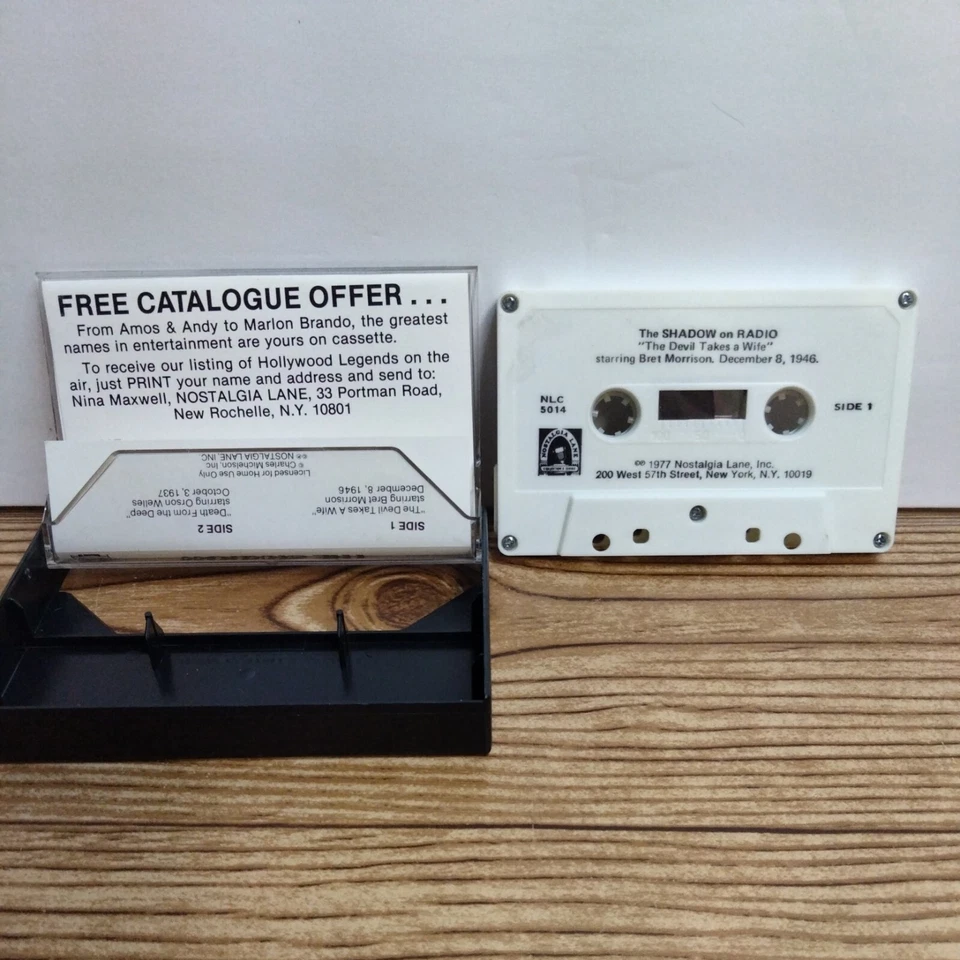 FREE CATALOGUE OFFER . . .
From Amos & Andy to Marlon Brando, the greatest
names in entertainment are yours on cassette.
To receive our listing of Hollywood Legends on the
air, just PRINT your name and address and send to:
Nina Maxwell, NOSTALGIA LANE, 33 Portman Road,
New Rochelle, N.Y. 10801
SIDE 1
"The Devil Takes A Wife"
starring Bret Morrison
December 8, 1946
SIDE 2
"Death From the Deep"
starring Orson Welles
October 3, 1937
Licensed for Home Use Only
© Charles Michelson, Inc.
©℗ NOSTALGIA LANE, INC.
The SHADOW on RADIO
"The Devil Takes a Wife"
starring Bret Morrison. December 8, 1946.
NLC
5014
SIDE 1
NOSTALGIA LANE
©℗ 1977 Nostalgia Lane, Inc.
200 West 57th Street, New York, N.Y. 10019